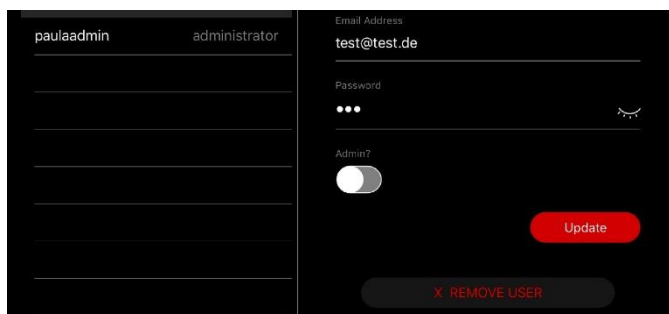 paulaadmin administrator
Email Address
test@test.de
Password
Admin?
Update
X REMOVE USER